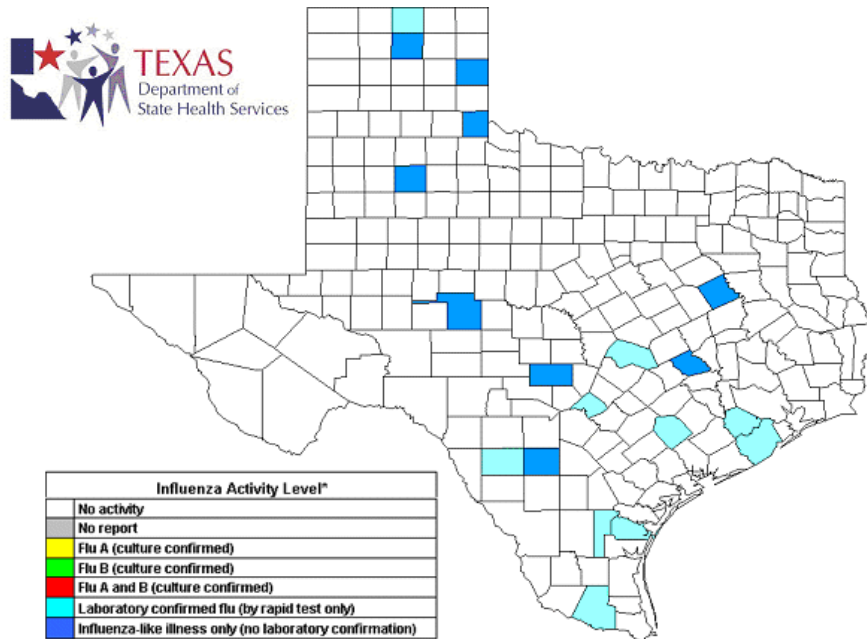 TEXAS
Department of
State Health Services
Influenza Activity Level*
No activity
No report
Flu A (culture confirmed)
Flu B (culture confirmed)
Flu A and B (culture confirmed)
Laboratory confirmed flu (by rapid test only)
Influenza-like illness only (no laboratory confirmation)